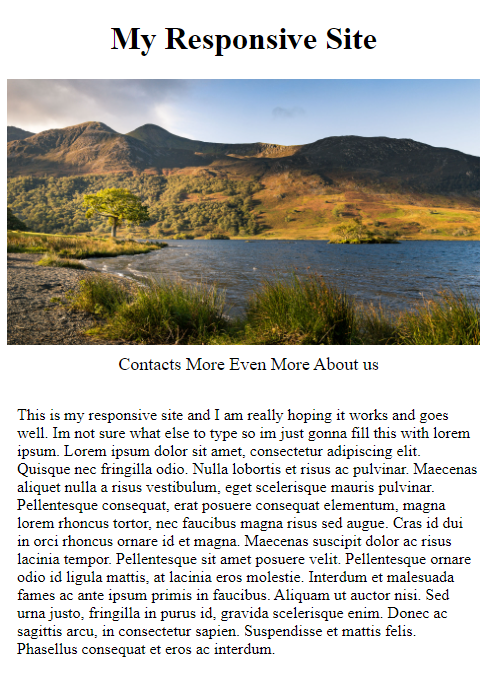 My Responsive Site
Contacts More Even More About us
This is my responsive site and I am really hoping it works and goes
well. Im not sure what else to type so im just gonna fill this with lorem
ipsum. Lorem ipsum dolor sit amet, consectetur adipiscing elit.
Quisque nec fringilla odio. Nulla lobortis et risus ac pulvinar. Maecenas
aliquet nulla a risus vestibulum, eget scelerisque mauris pulvinar.
Pellentesque consequat, erat posuere consequat elementum, magna
lorem rhoncus tortor, nec faucibus magna risus sed augue. Cras id dui
in orci rhoncus ornare id et magna. Maecenas suscipit dolor ac risus
lacinia tempor. Pellentesque sit amet posuere velit. Pellentesque ornare
odio id ligula mattis, at lacinia eros molestie. Interdum et malesuada
fames ac ante ipsum primis in faucibus. Aliquam ut auctor nisi. Sed
urna justo, fringilla in purus id, gravida scelerisque enim. Donec ac
sagittis arcu, in consectetur sapien. Suspendisse et mattis felis.
Phasellus consequat et eros ac interdum.